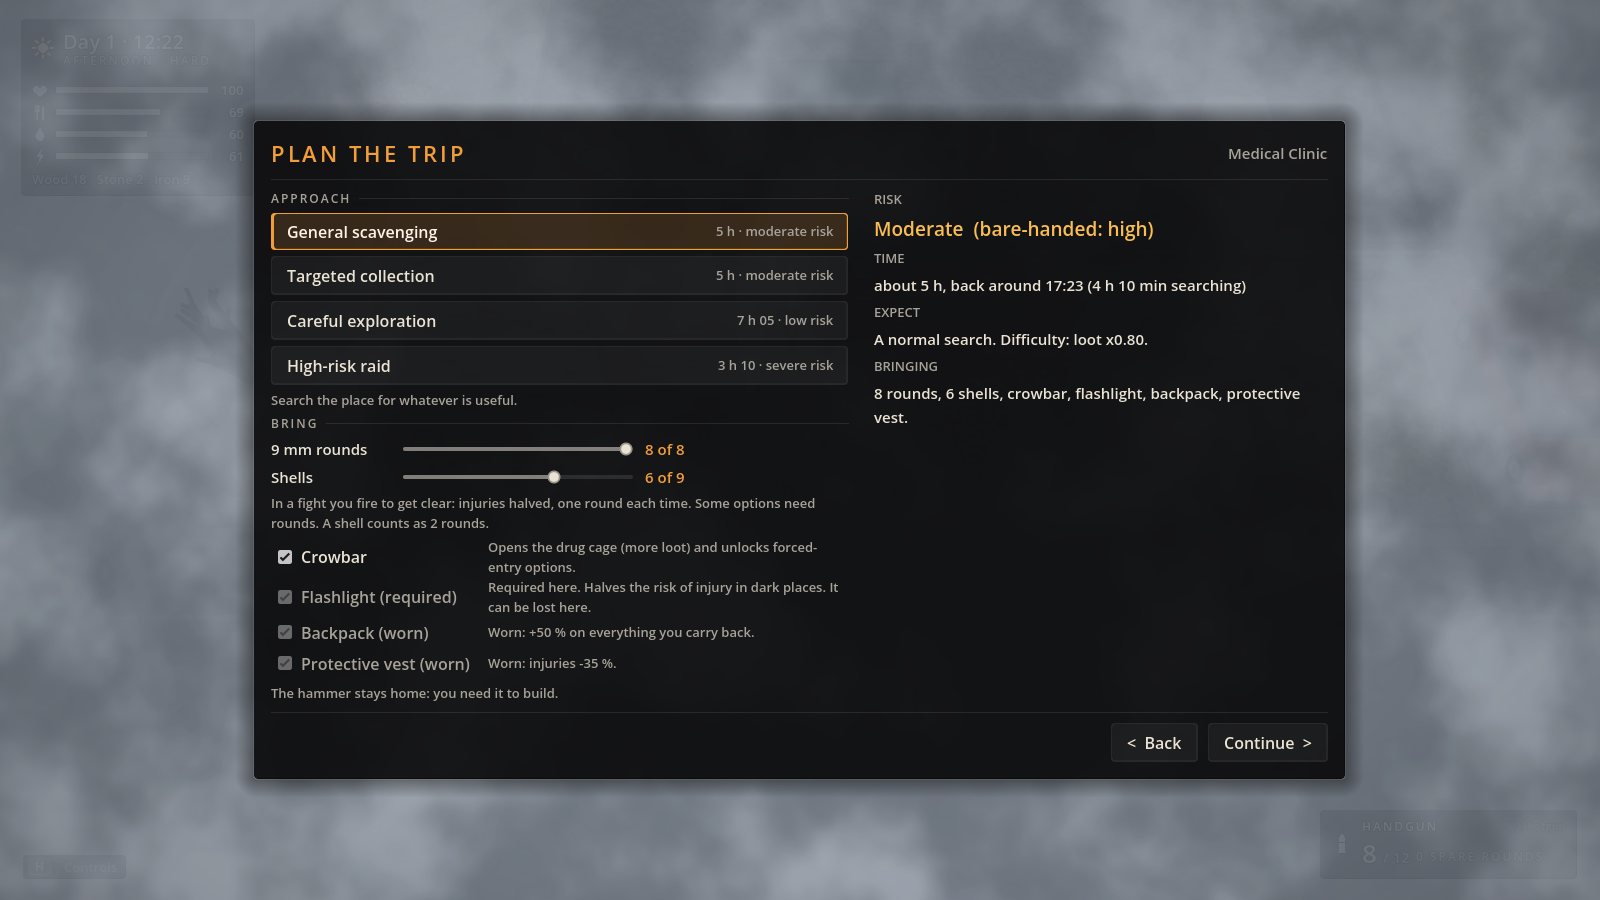 Day 1 · 12:22
AFTERNOON HARD
100
69
60
61
Wood 18 Stone 2 Iron 9
PLAN THE TRIP
Medical Clinic
APPROACH
General scavenging 5 h · moderate risk
Targeted collection 5 h · moderate risk
Careful exploration 7 h 05 · low risk
High-risk raid 3 h 10 · severe risk
Search the place for whatever is useful.
BRING
9 mm rounds 8 of 8
Shells 6 of 9
In a fight you fire to get clear: injuries halved, one round each time. Some options need
rounds. A shell counts as 2 rounds.
Crowbar
Opens the drug cage (more loot) and unlocks forced-
entry options.
Flashlight (required)
Required here. Halves the risk of injury in dark places. It
can be lost here.
Backpack (worn) Worn: +50 % on everything you carry back.
Protective vest (worn) Worn: injuries -35 %.
The hammer stays home: you need it to build.
RISK
Moderate (bare-handed: high)
TIME
about 5 h, back around 17:23 (4 h 10 min searching)
EXPECT
A normal search. Difficulty: loot x0.80.
BRINGING
8 rounds, 6 shells, crowbar, flashlight, backpack, protective
vest.
< Back
Continue >
H Controls
HANDGUN
8 / 12 0 SPARE ROUNDS